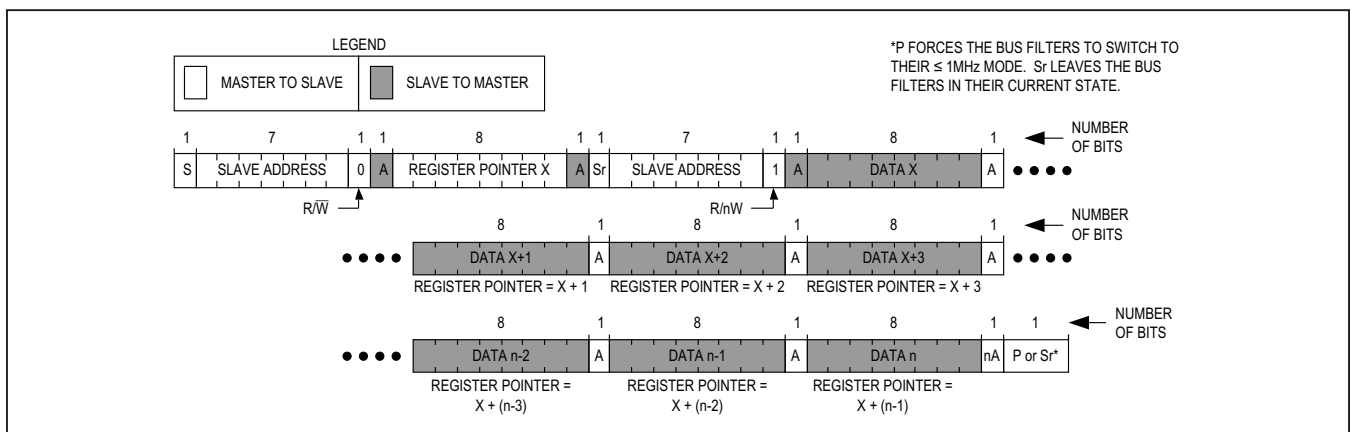 LEGEND
MASTER TO SLAVE SLAVE TO MASTER
*P FORCES THE BUS FILTERS TO SWITCH TO
THEIR ≤ 1MHz MODE. Sr LEAVES THE BUS
FILTERS IN THEIR CURRENT STATE.
1 7 1 1 8 1 1 7 1 1 8 1
NUMBER
OF BITS
S SLAVE ADDRESS 0 A REGISTER POINTER X A Sr SLAVE ADDRESS 1 A DATA X A ••••
R/W̅ R/nW
8 1 8 1 8 1
NUMBER
OF BITS
•••• DATA X+1 A DATA X+2 A DATA X+3 A ••••
REGISTER POINTER = X + 1 REGISTER POINTER = X + 2 REGISTER POINTER = X + 3
8 1 8 1 8 1 1
NUMBER
OF BITS
•••• DATA n-2 A DATA n-1 A DATA n nA P or Sr*
REGISTER POINTER = REGISTER POINTER = REGISTER POINTER =
X + (n-3) X + (n-2) X + (n-1)